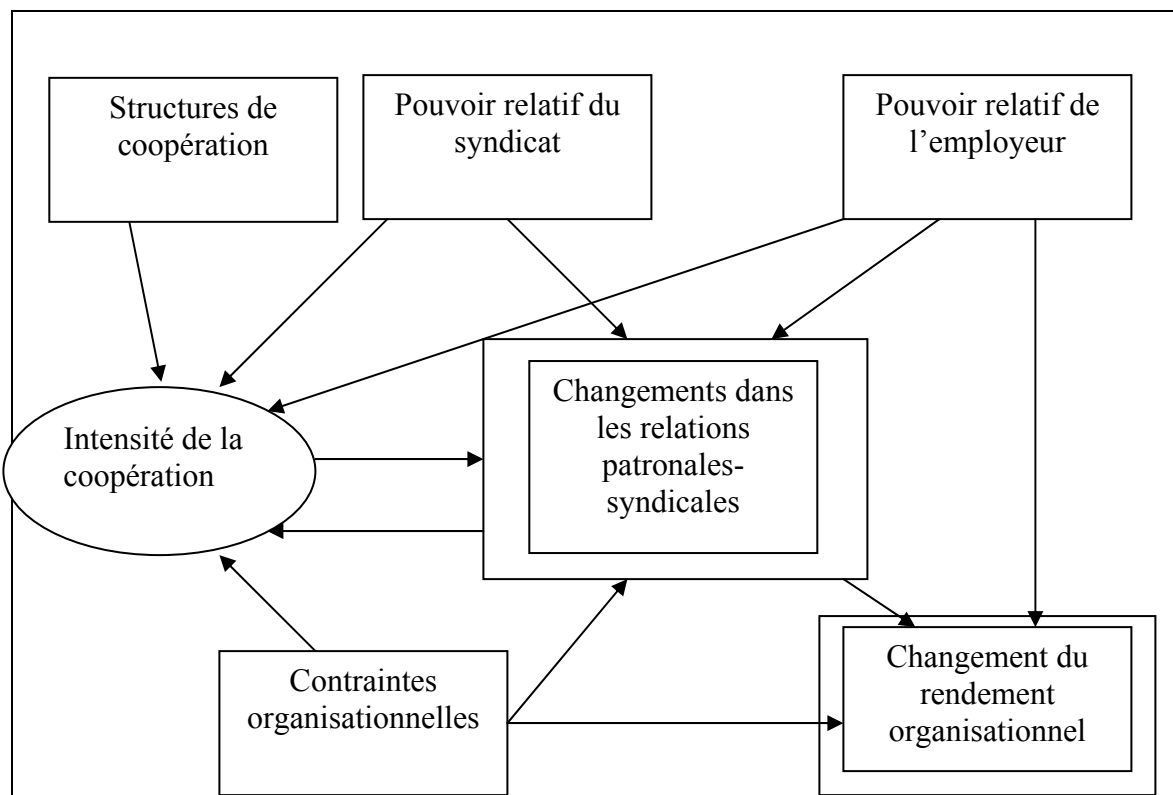 Structures de
coopération
Pouvoir relatif du
syndicat
Pouvoir relatif de
l'employeur
Intensité de la
coopération
Changements dans
les relations
patronales-
syndicales
Contraintes
organisationnelles
Changement du
rendement
organisationnel